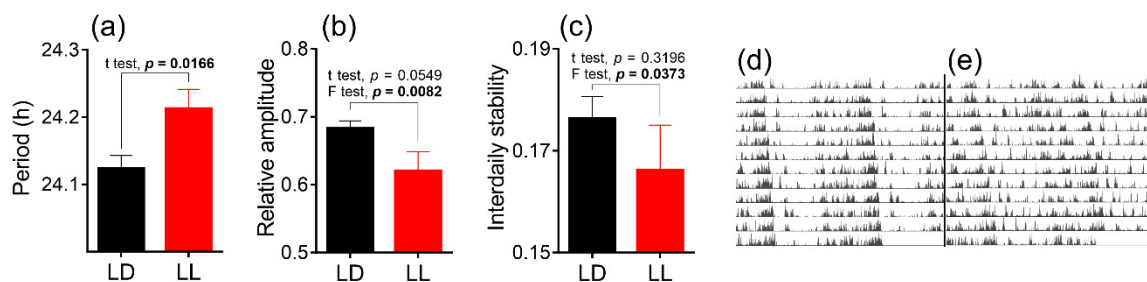 (a)
24.3
24.2
24.1
Period (h)
t test, p = 0.0166
LD LL
(b)
0.8
0.7
0.6
0.5
Relative amplitude
t test, p = 0.0549
F test, p = 0.0082
LD LL
(c)
0.19
0.17
0.15
Interdaily stability
t test, p = 0.3196
F test, p = 0.0373
LD LL
(d)
(e)